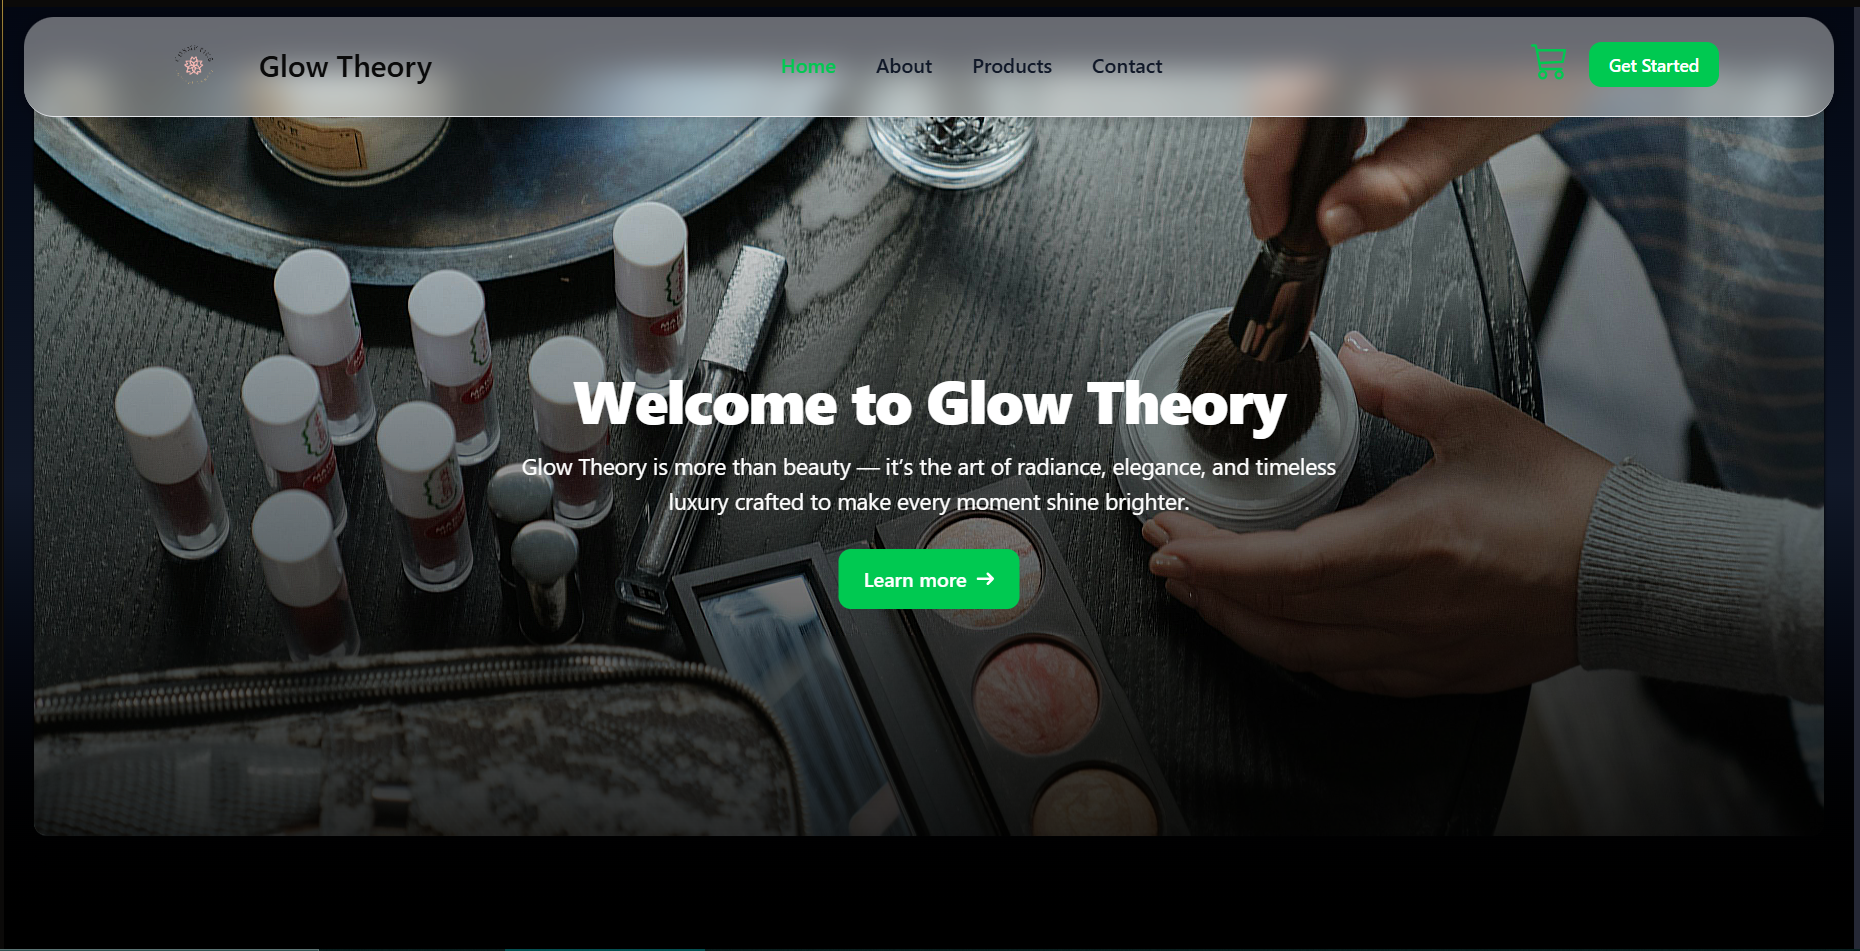 Glow Theory
Home
About
Products
Contact
Get Started
Welcome to Glow Theory
Glow Theory is more than beauty — it’s the art of radiance, elegance, and timeless
luxury crafted to make every moment shine brighter.
Learn more →